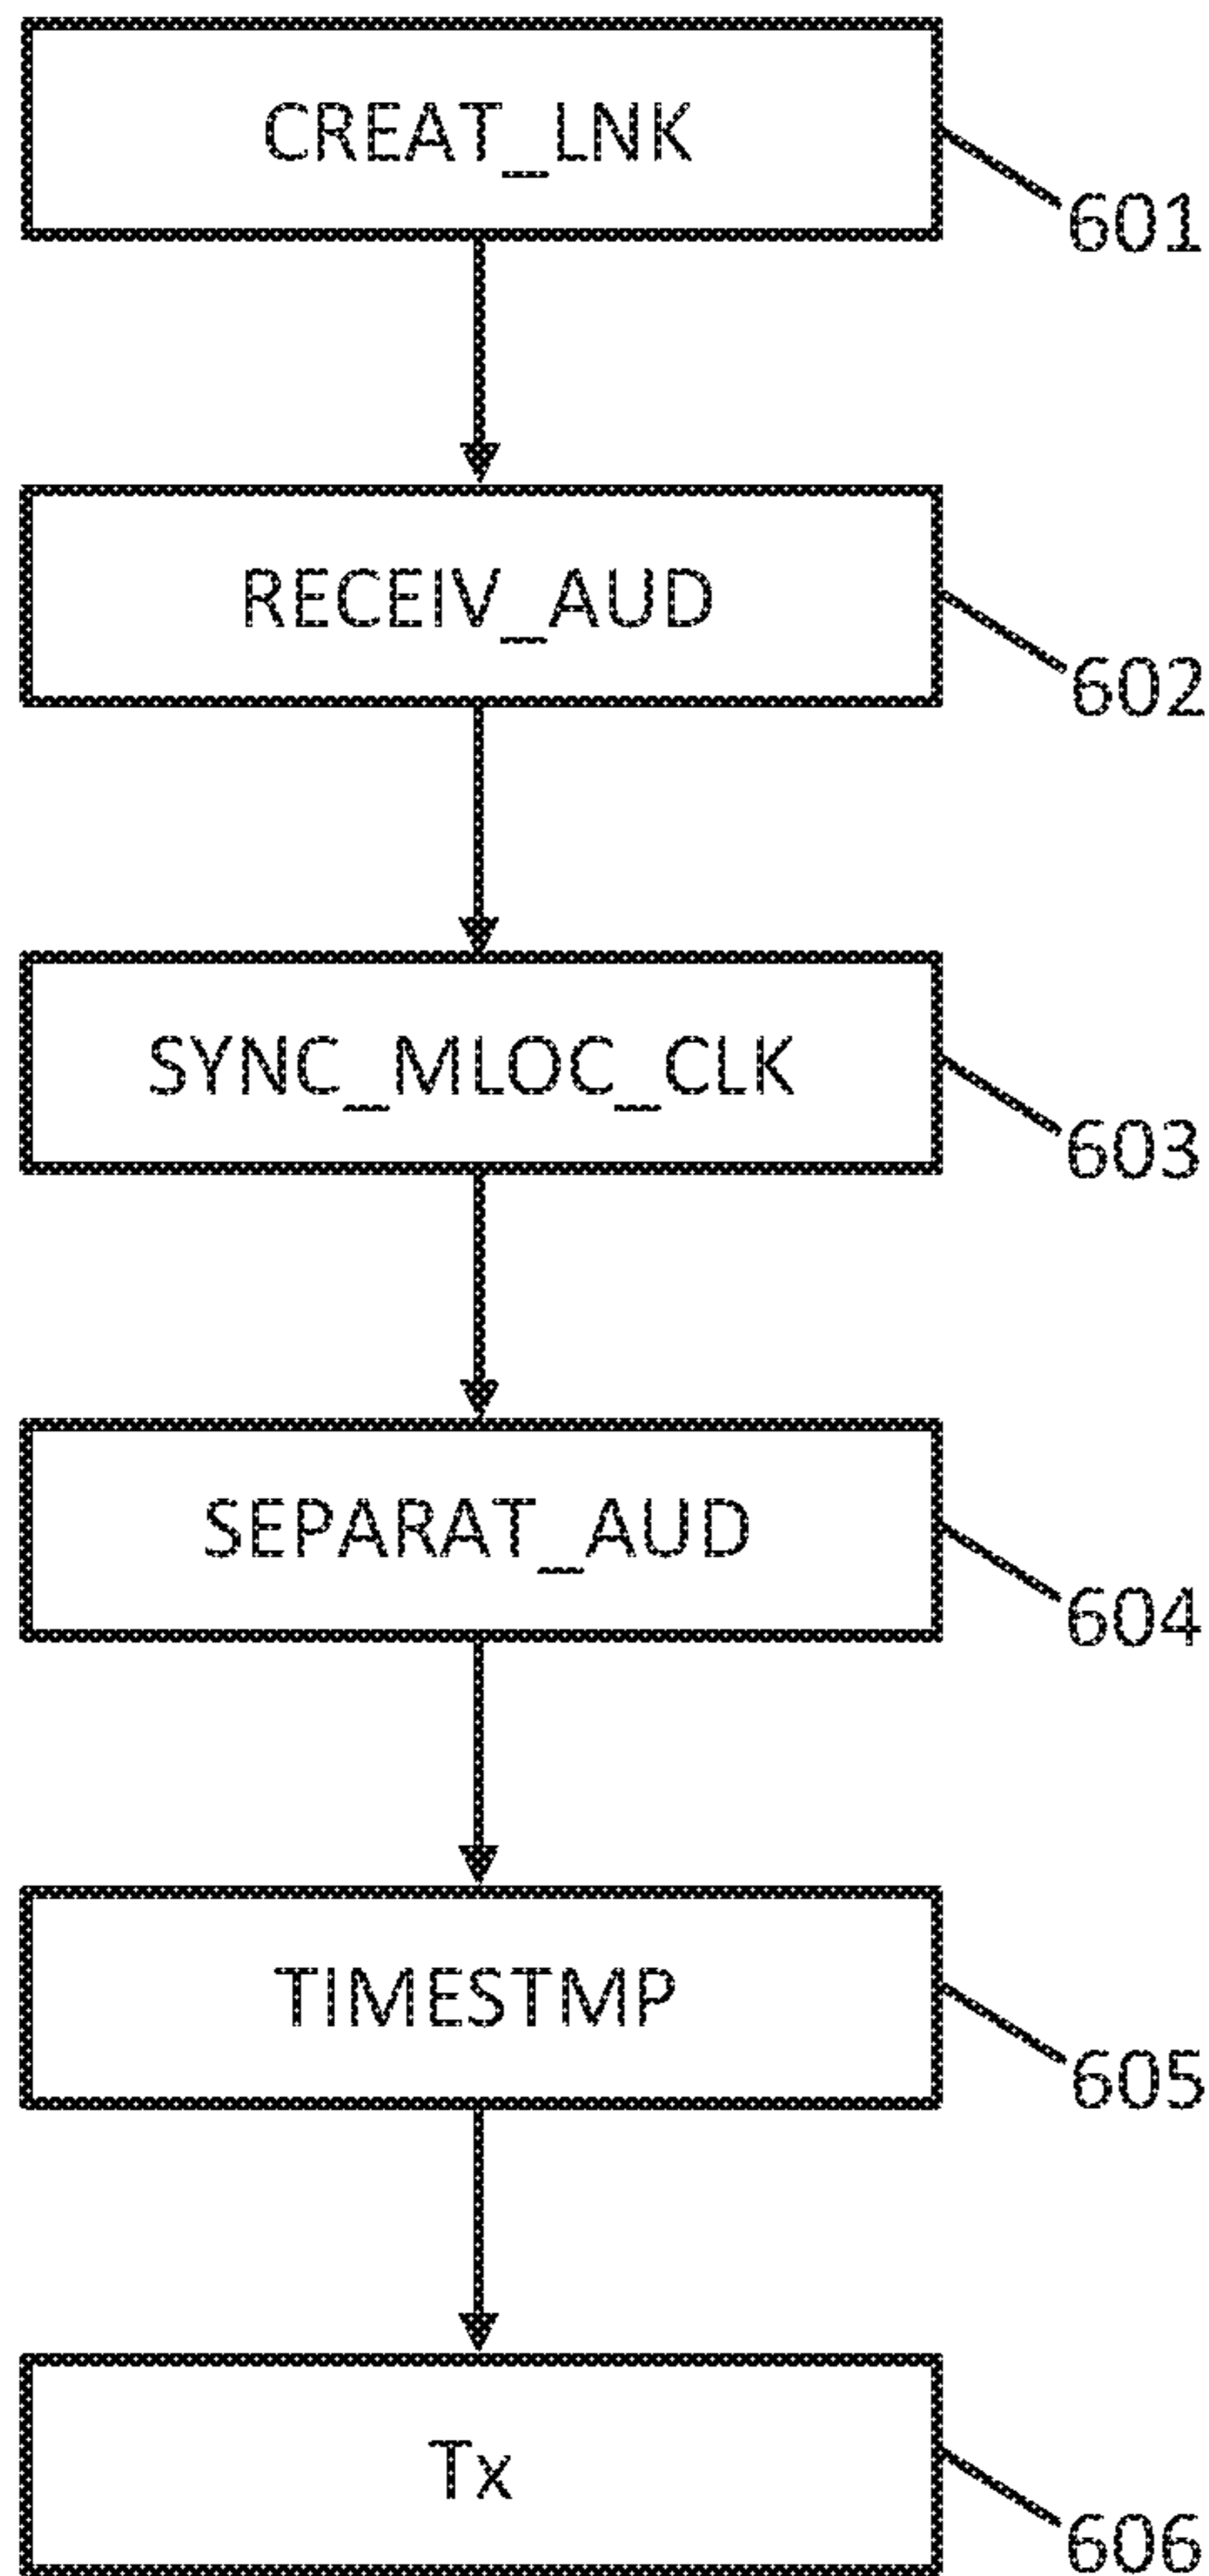 CREAT_LNK
601
RECEIV_AUD
602
SYNC_MLOC_CLK
603
SEPARAT_AUD
604
TIMESTMP
605
Tx
606